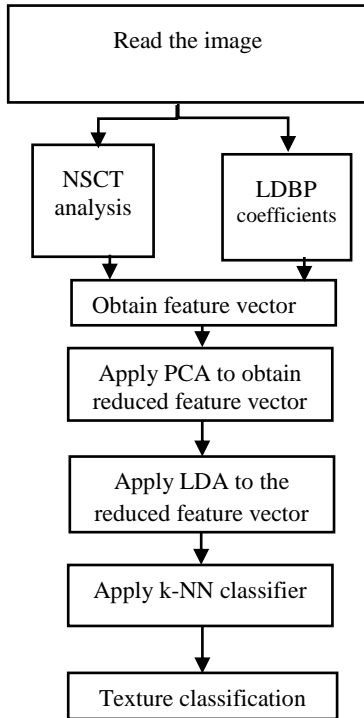 Read the image
NSCT
analysis
LDBP
coefficients
Obtain feature vector
Apply PCA to obtain
reduced feature vector
Apply LDA to the
reduced feature vector
Apply k-NN classifier
Texture classification